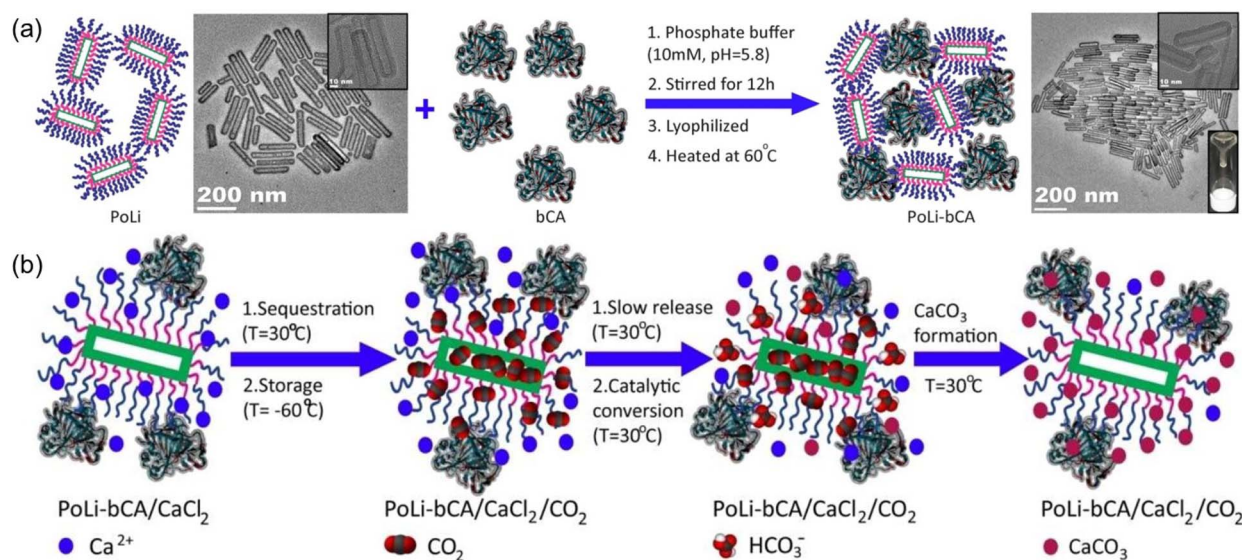 (a)
10 nm
200 nm
PoLi
+
bCA
1. Phosphate buffer
(10mM, pH=5.8)
2. Stirred for 12h
3. Lyophilized
4. Heated at 60°C
PoLi-bCA
10 nm
200 nm
(b)
1.Sequestration
(T=30°C)
2.Storage
(T= -60°C)
1.Slow release
(T=30°C)
2. Catalytic
conversion
(T=30°C)
CaCO₃
formation
T=30°C
PoLi-bCA/CaCl₂
PoLi-bCA/CaCl₂/CO₂
PoLi-bCA/CaCl₂/CO₂
PoLi-bCA/CaCl₂/CO₂
Ca²⁺
CO₂
HCO₃⁻
CaCO₃